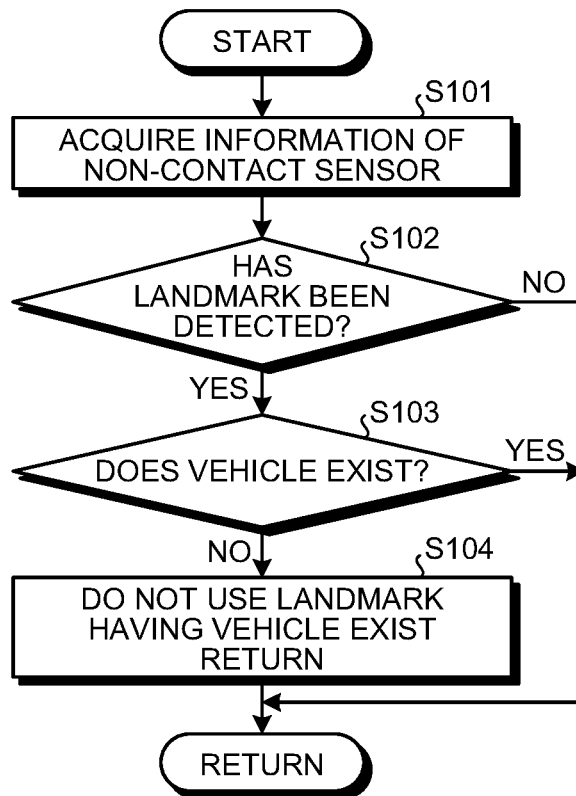 START
S101
ACQUIRE INFORMATION OF
NON-CONTACT SENSOR
S102
HAS
LANDMARK BEEN
DETECTED?
NO
YES
S103
DOES VEHICLE EXIST?
YES
NO
S104
DO NOT USE LANDMARK
HAVING VEHICLE EXIST
RETURN
RETURN